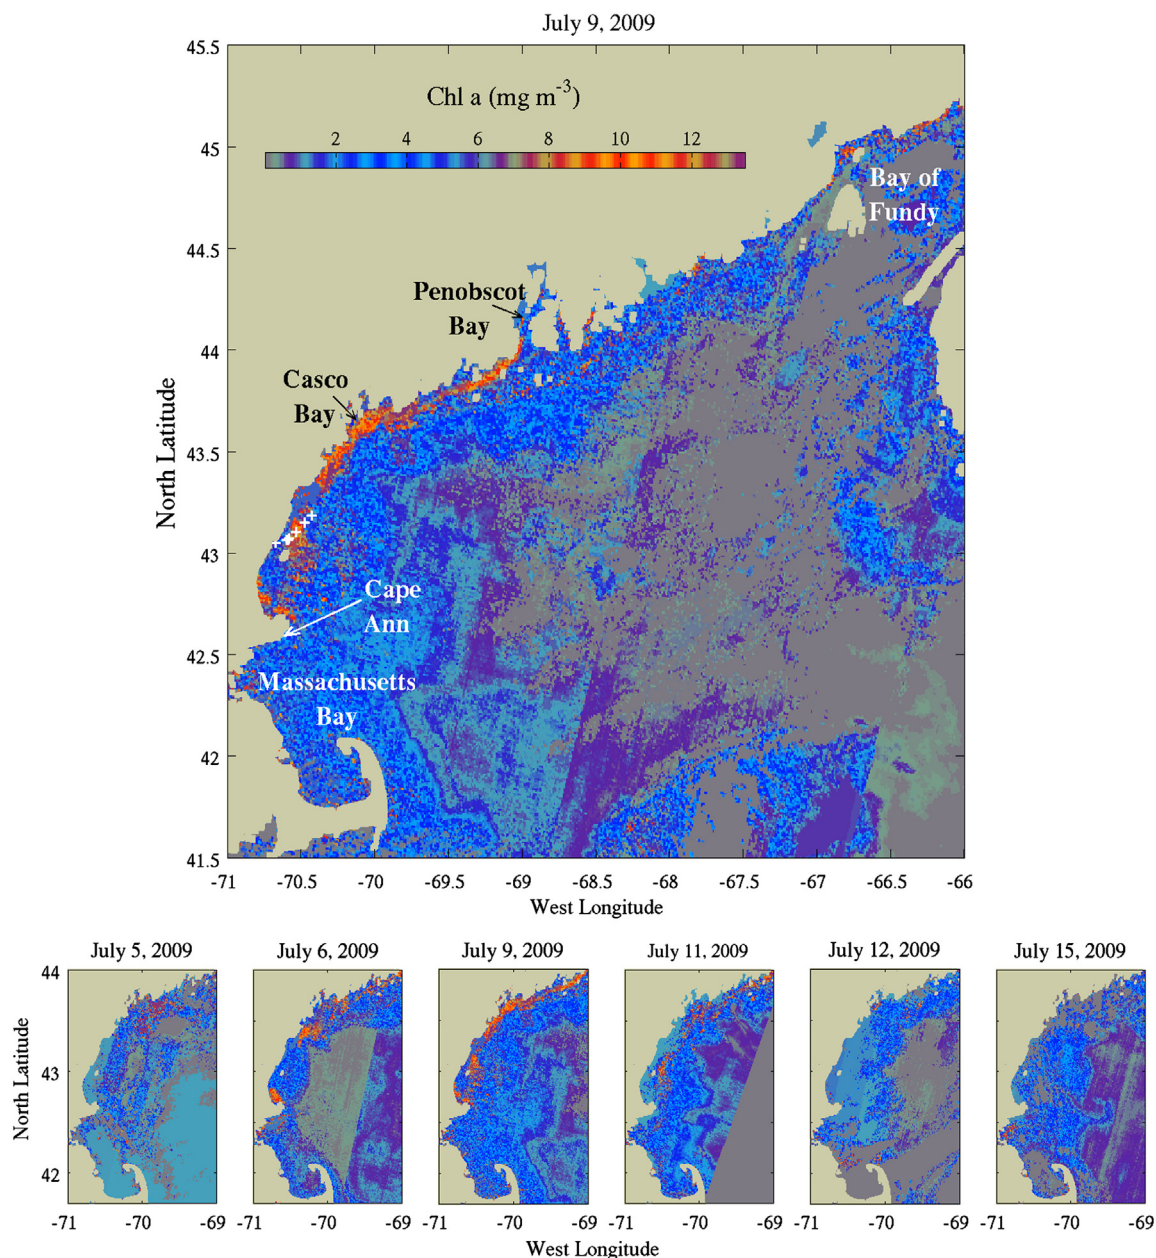 July 9, 2009
45.5
45
44.5
44
43.5
43
42.5
42
41.5
North Latitude
Chl a (mg m-3)
2 4 6 8 10 12
Bay of
Fundy
Penobscot
Bay
Casco
Bay
Cape
Ann
Massachusetts
Bay
-71 -70.5 -70 -69.5 -69 -68.5 -68 -67.5 -67 -66.5 -66
West Longitude
July 5, 2009 July 6, 2009 July 9, 2009 July 11, 2009 July 12, 2009 July 15, 2009
44
43
42
North Latitude
-71 -70 -69 -71 -70 -69 -71 -70 -69 -71 -70 -69 -71 -70 -69 -71 -70 -69
West Longitude